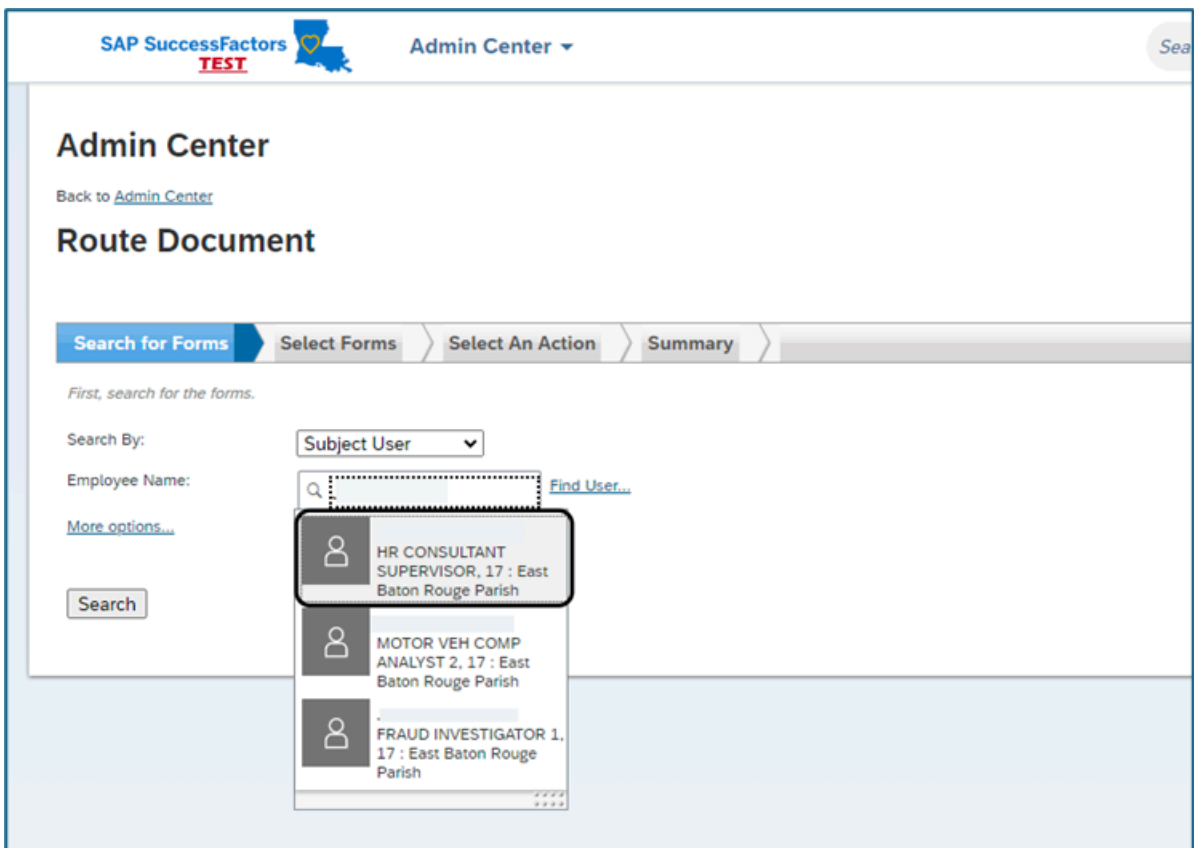 SAP SuccessFactors
TEST
Admin Center
Sea
Admin Center
Back to Admin Center
Route Document
Search for Forms
Select Forms
Select An Action
Summary
First, search for the forms.
Search By:
Subject User
Employee Name:
Find User...
More options...
HR CONSULTANT
SUPERVISOR, 17 : East
Baton Rouge Parish
Search
MOTOR VEH COMP
ANALYST 2, 17 : East
Baton Rouge Parish
FRAUD INVESTIGATOR 1,
17 : East Baton Rouge
Parish